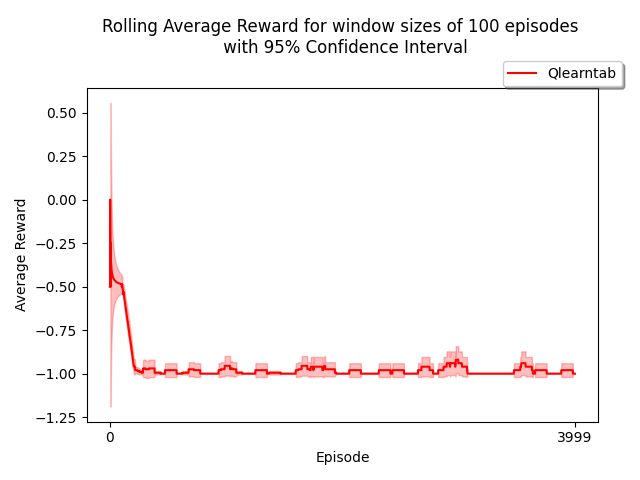 Rolling Average Reward for window sizes of 100 episodes
with 95% Confidence Interval
Qlearntab
0.50
0.25
0.00
−0.25
−0.50
−0.75
−1.00
−1.25
Average Reward
0
3999
Episode